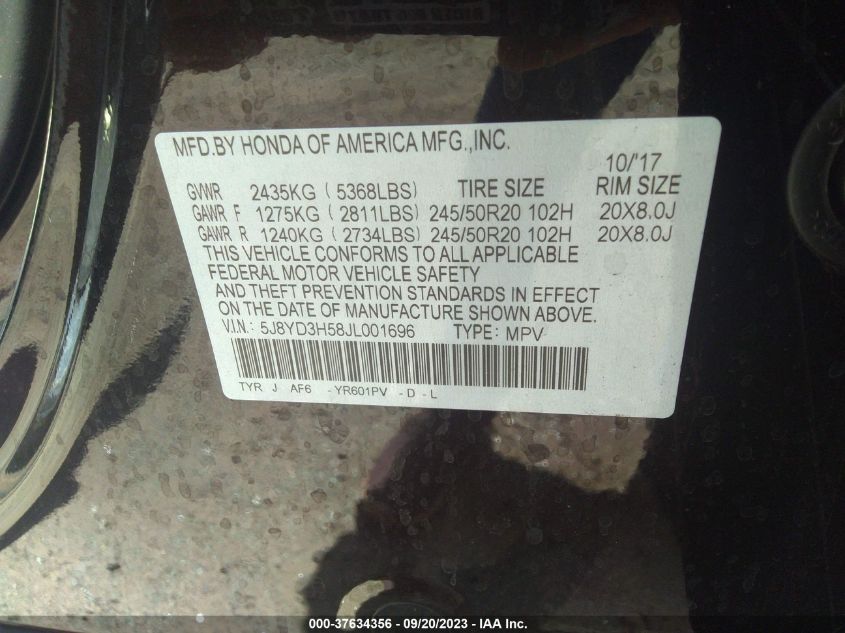 MFD.BY HONDA OF AMERICA MFG.,INC.
10/'17
GVWR 2435KG ( 5368LBS) TIRE SIZE RIM SIZE
GAWR F 1275KG ( 2811LBS) 245/50R20 102H 20X8.0J
GAWR R 1240KG ( 2734LBS) 245/50R20 102H 20X8.0J
THIS VEHICLE CONFORMS TO ALL APPLICABLE
FEDERAL MOTOR VEHICLE SAFETY
AND THEFT PREVENTION STANDARDS IN EFFECT
ON THE DATE OF MANUFACTURE SHOWN ABOVE.
V.I.N.: 5J8YD3H58JL001696 TYPE: MPV
TYR J AF6 -YR601PV -D-L
000-37634356 - 09/20/2023 - IAA Inc.